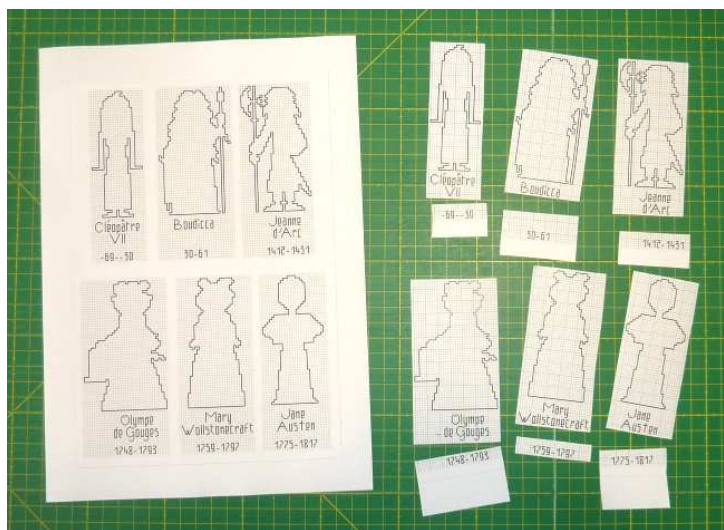 Cléopâtre
VII
-69--30
Boudicca
30-61
Jeanne
d'Arc
1412-1431
Olympe
de Gouges
1748-1793
Mary
Wollstonecraft
1759-1797
Jane
Austen
1775-1817
Cléopâtre
VII
-69--30
Boudicca
30-61
Jeanne
d'Arc
1412-1431
Olympe
de Gouges
1748-1793
Mary
Wollstonecraft
1759-1797
Jane
Austen
1775-1817